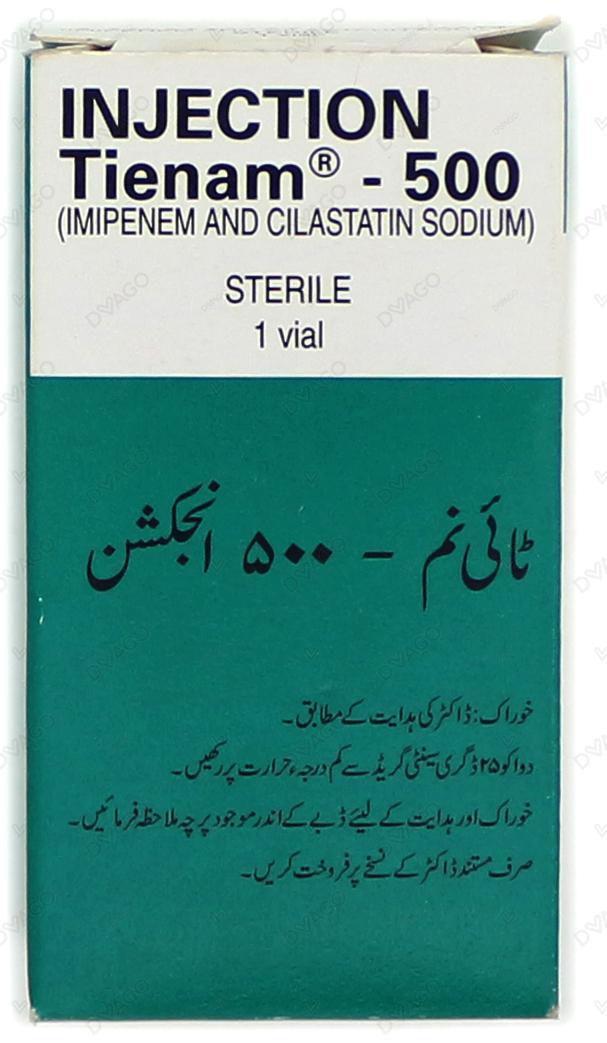 INJECTION
Tienam® - 500
(IMIPENEM AND CILASTATIN SODIUM)
STERILE
1 vial
ٹائی نم - ۵۰۰ انجکشن
خوراک: ڈاکٹر کی ہدایت کے مطابق۔
دوا کو ۲۵ ڈگری سینٹی گریڈ سے کم درجہء حرارت پر رکھیں۔
خوراک اور ہدایت کے لیئے ڈبے کے اندر موجود پرچہ ملاحظہ فرمائیں۔
صرف مستند ڈاکٹر کے نسخے پر فروخت کریں۔
DVAGO